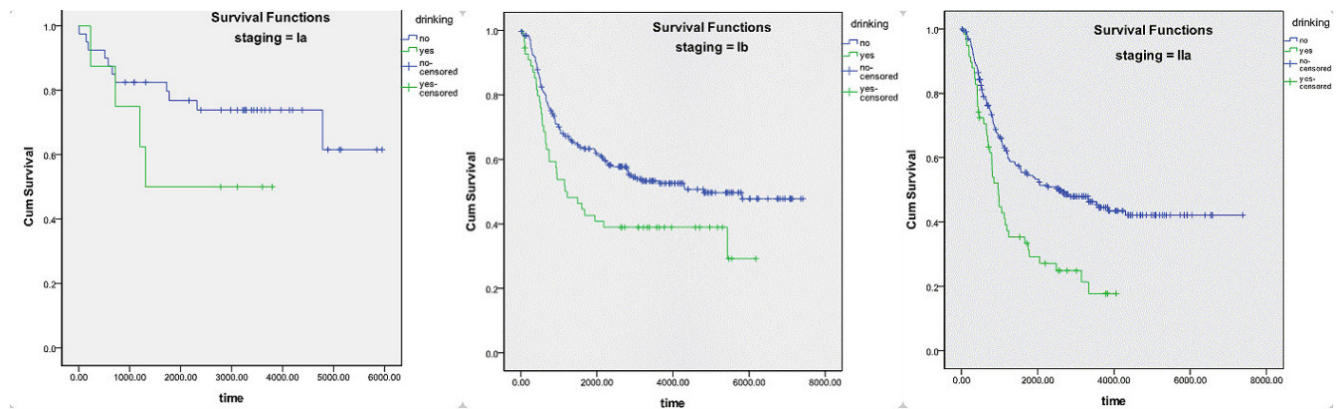 Survival Functions
staging = Ia
drinking
no
yes
no-
censored
yes-
censored
Cum Survival
1.0
0.8
0.6
0.4
0.2
0.0
0.00
1000.00
2000.00
3000.00
4000.00
5000.00
6000.00
time
Survival Functions
staging = Ib
drinking
no
yes
no-
censored
yes-
censored
Cum Survival
1.0
0.8
0.6
0.4
0.2
0.0
0.00
2000.00
4000.00
6000.00
8000.00
time
Survival Functions
staging = IIa
drinking
no
yes
no-
censored
yes-
censored
Cum Survival
1.0
0.8
0.6
0.4
0.2
0.0
0.00
2000.00
4000.00
6000.00
8000.00
time